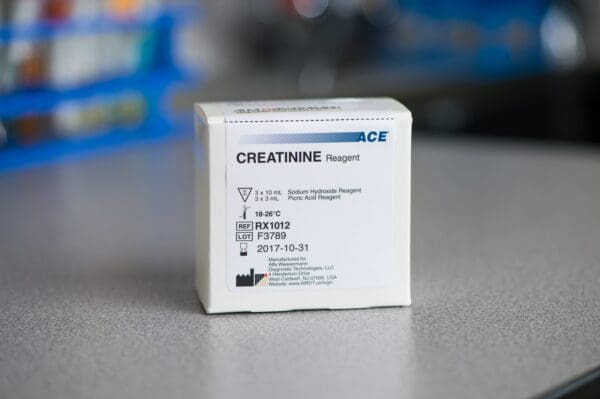 ACE
CREATININE Reagent
3 x 10 mL Sodium Hydroxide Reagent
3 x 3 mL Picric Acid Reagent
18-26°C
REF RX1012
LOT F3789
2017-10-31
Manufactured for
Alfa Wassermann
Diagnostic Technologies, LLC
4 Henderson Drive
West Caldwell, NJ 07006, USA